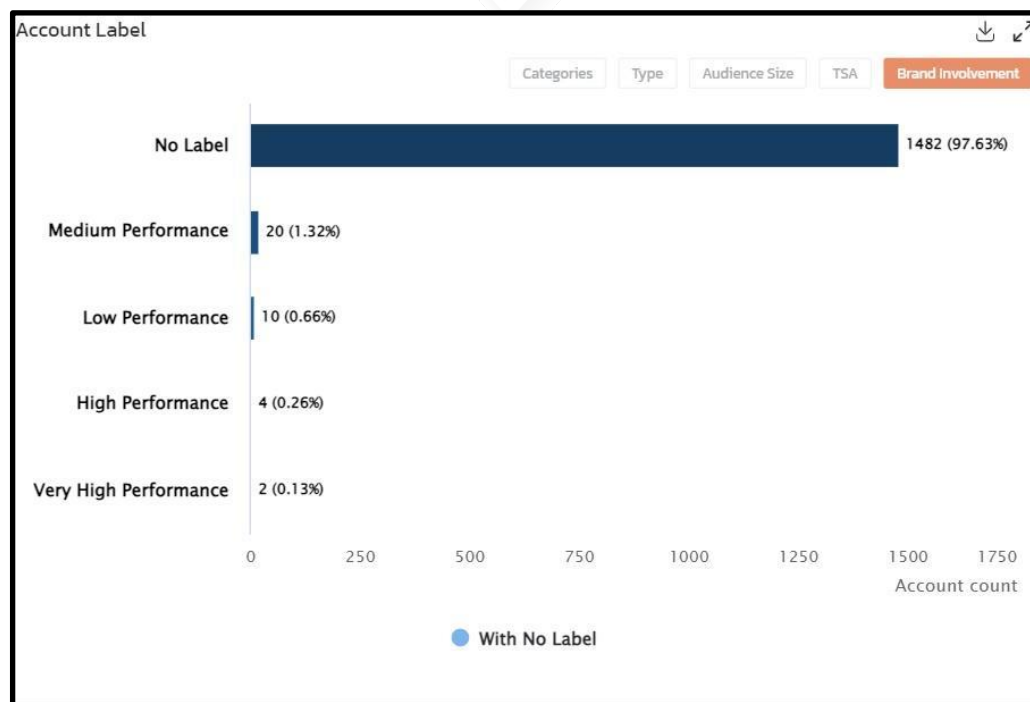 Account Label
Categories Type Audience Size TSA Brand Involvement
No Label 1482 (97.63%)
Medium Performance 20 (1.32%)
Low Performance 10 (0.66%)
High Performance 4 (0.26%)
Very High Performance 2 (0.13%)
0 250 500 750 1000 1250 1500 1750
Account count
With No Label